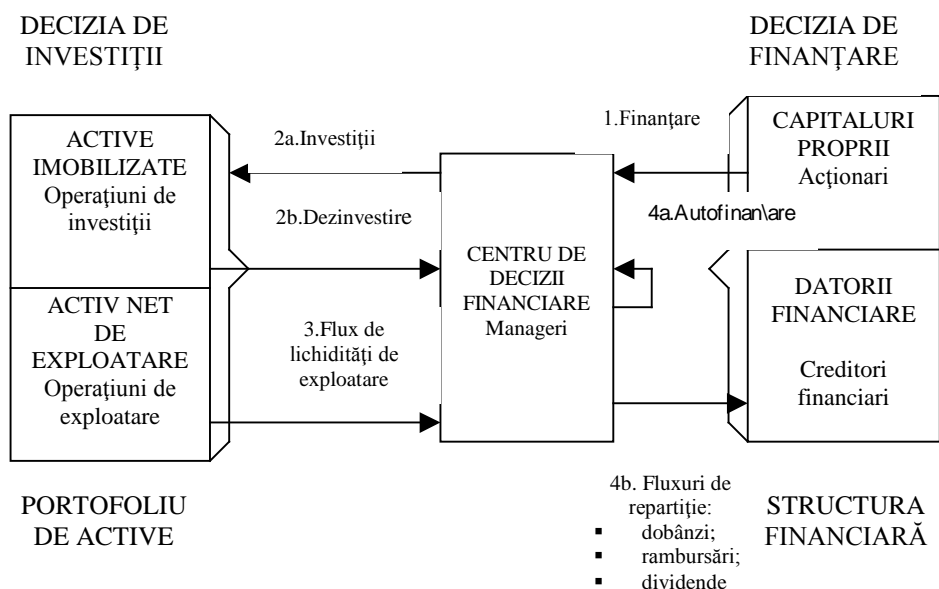 DECIZIA DE
INVESTIŢII
DECIZIA DE
FINANŢARE
ACTIVE
IMOBILIZATE
Operaţiuni de
investiţii
ACTIV NET
DE
EXPLOATARE
Operaţiuni de
exploatare
2a.Investiţii
2b.Dezinvestire
3.Flux de
lichidităţi de
exploatare
CENTRU DE
DECIZII
FINANCIARE
Manageri
1.Finanţare
4a.Autofinan\are
CAPITALURI
PROPRII
Acţionari
DATORII
FINANCIARE
Creditori
financiari
PORTOFOLIU
DE ACTIVE
4b. Fluxuri de
repartiţie:
▪ dobânzi;
▪ rambursări;
▪ dividende
STRUCTURA
FINANCIARĂ